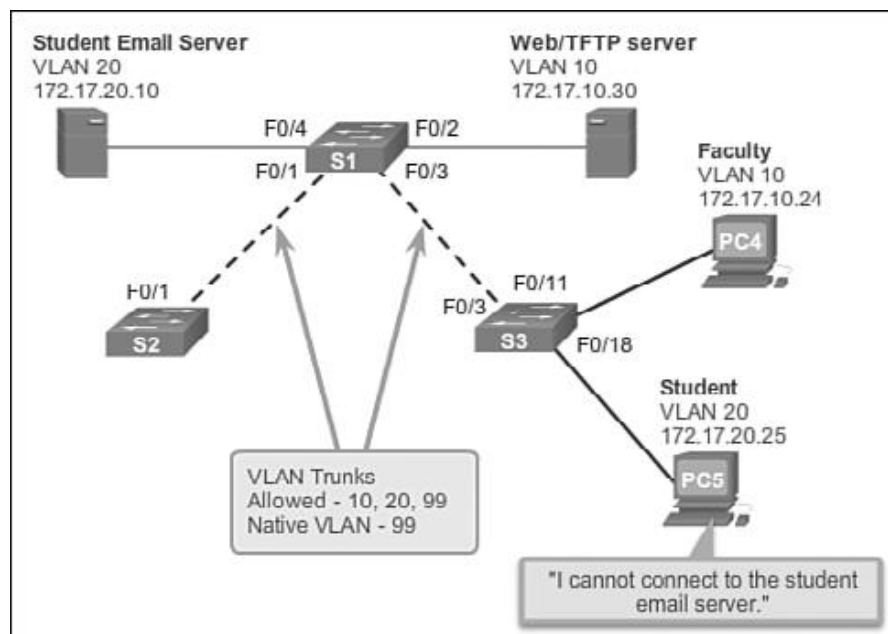 Student Email Server
VLAN 20
172.17.20.10
Web/TFTP server
VLAN 10
172.17.10.30
F0/4
F0/2
S1
F0/1
F0/3
Faculty
VLAN 10
172.17.10.24
PC4
F0/1
S2
F0/3
F0/11
S3
F0/18
Student
VLAN 20
172.17.20.25
PC5
VLAN Trunks
Allowed - 10, 20, 99
Native VLAN - 99
"I cannot connect to the student
email server."